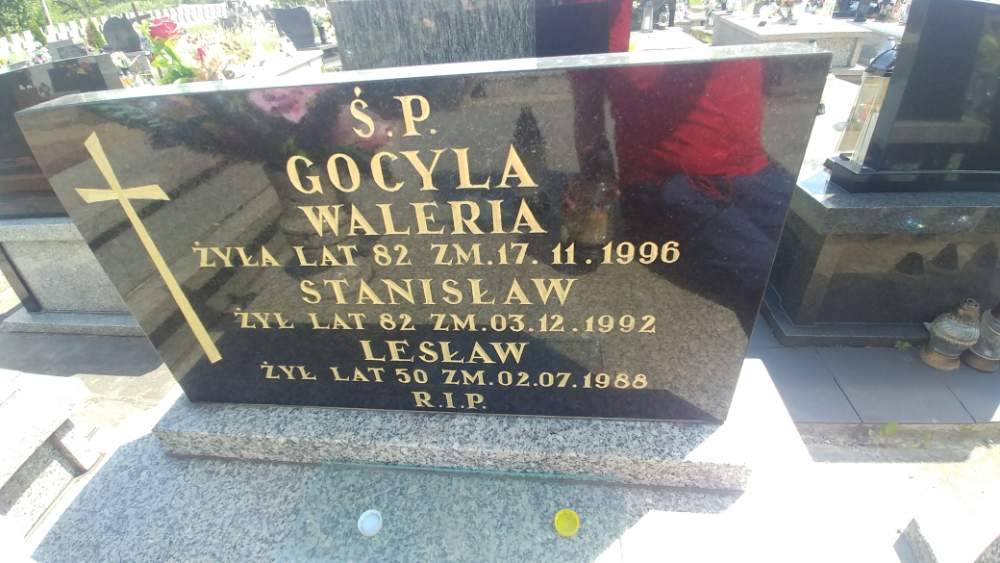 Ś.P.
GOCYLA
WALERIA
ŻYŁA LAT 82 ZM.17.11.1996
STANISŁAW
ŻYŁ LAT 82 ZM.03.12.1992
LESŁAW
ŻYŁ LAT 50 ZM.02.07.1988
R.I.P.